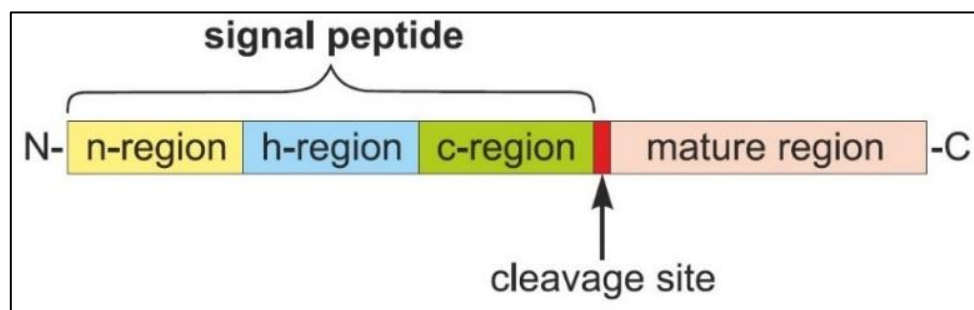 signal peptide
N- n-region h-region c-region mature region -C
cleavage site